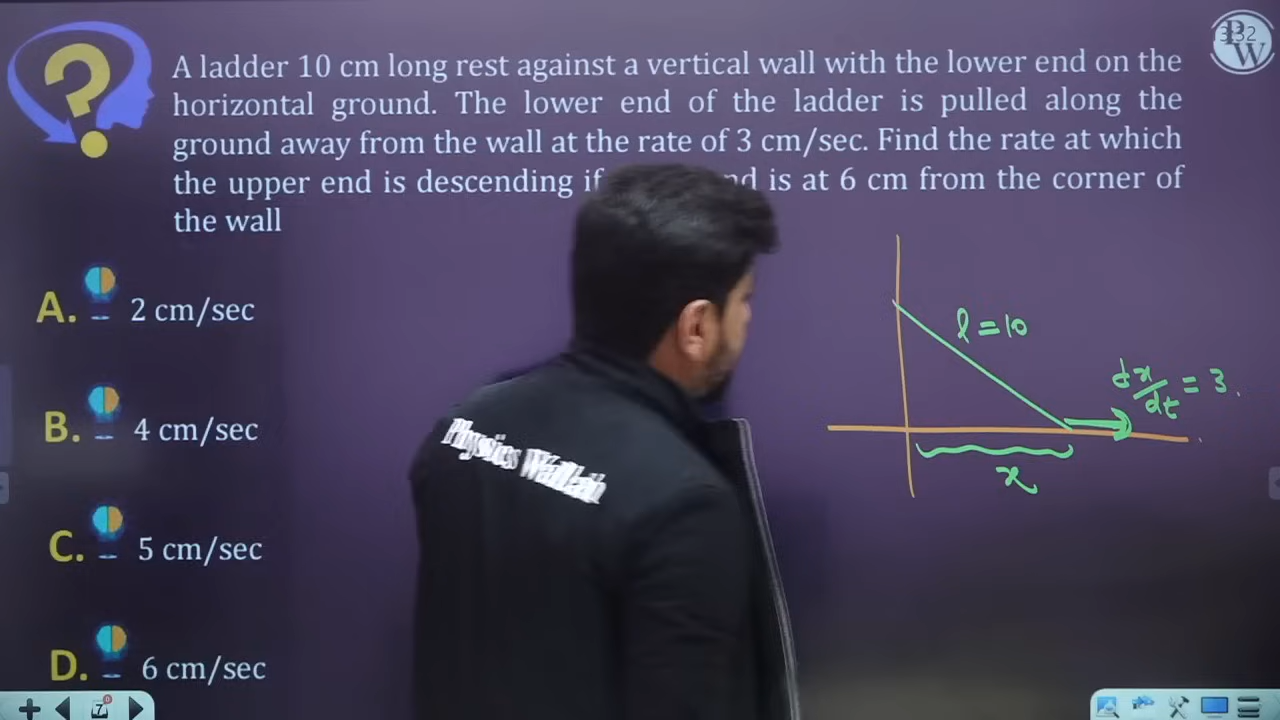 A ladder 10 cm long rest against a vertical wall with the lower end on the
horizontal ground. The lower end of the ladder is pulled along the
ground away from the wall at the rate of 3 cm/sec. Find the rate at which
the upper end is descending if is at 6 cm from the corner of
the wall
A. 2 cm/sec
B. 4 cm/sec
C. 5 cm/sec
D. 6 cm/sec
l = 10
dx/dt = 3.
x
Physics Wallah
PW
3:32
7